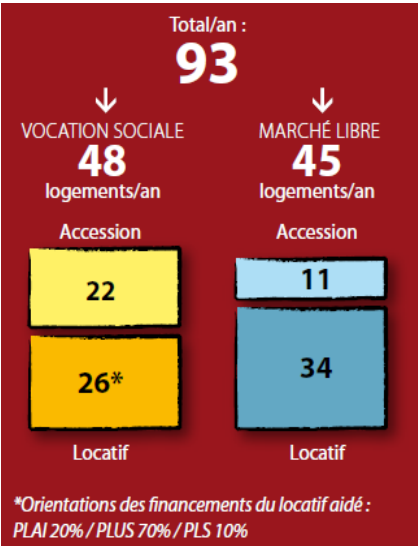 Total/an :
93
VOCATION SOCIALE
48
logements/an
Accession
22
26*
Locatif
MARCHÉ LIBRE
45
logements/an
Accession
11
34
Locatif
*Orientations des financements du locatif aidé :
PLAI 20% / PLUS 70% / PLS 10%